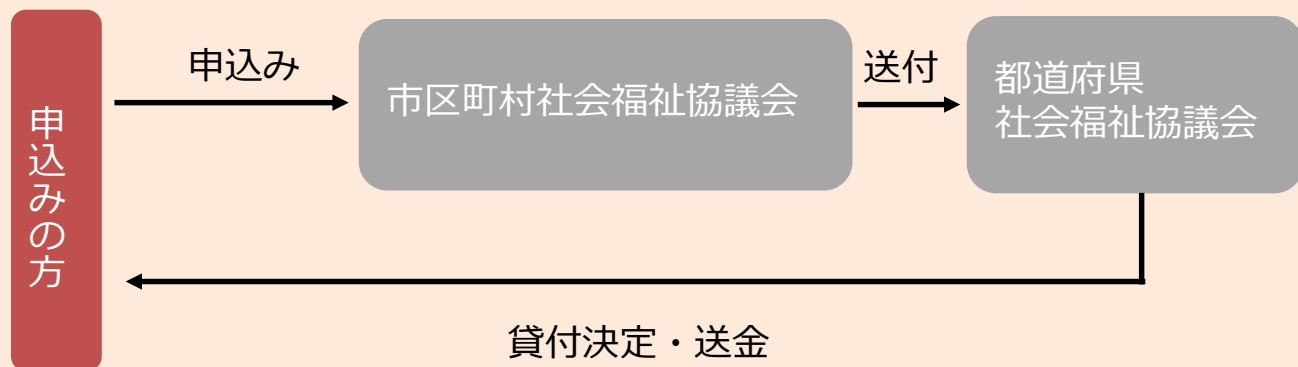 申込みの方
申込み
市区町村社会福祉協議会
送付
都道府県
社会福祉協議会
貸付決定・送金